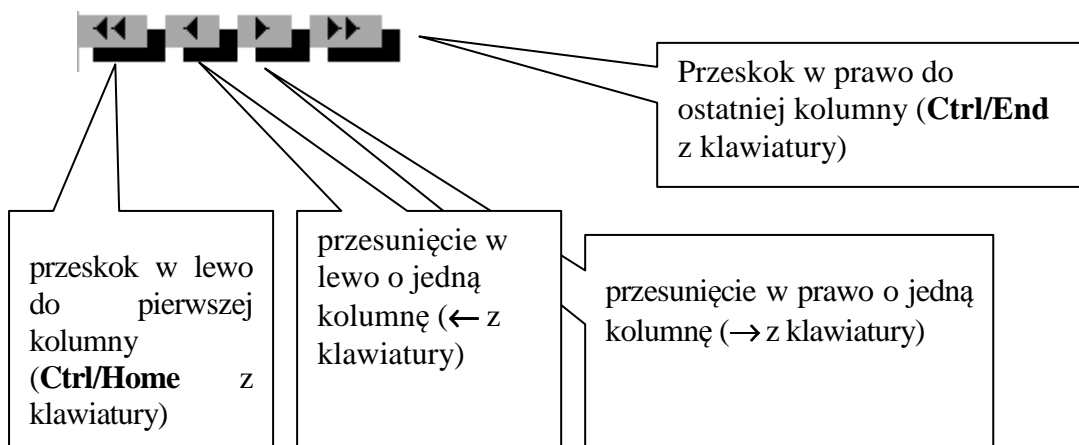 Przeskok w prawo do
ostatniej kolumny (Ctrl/End
z klawiatury)
przeskok w lewo
do pierwszej
kolumny
(Ctrl/Home z
klawiatury)
przesunięcie w
lewo o jedną
kolumnę (← z
klawiatury)
przesunięcie w prawo o jedną
kolumnę (→ z klawiatury)